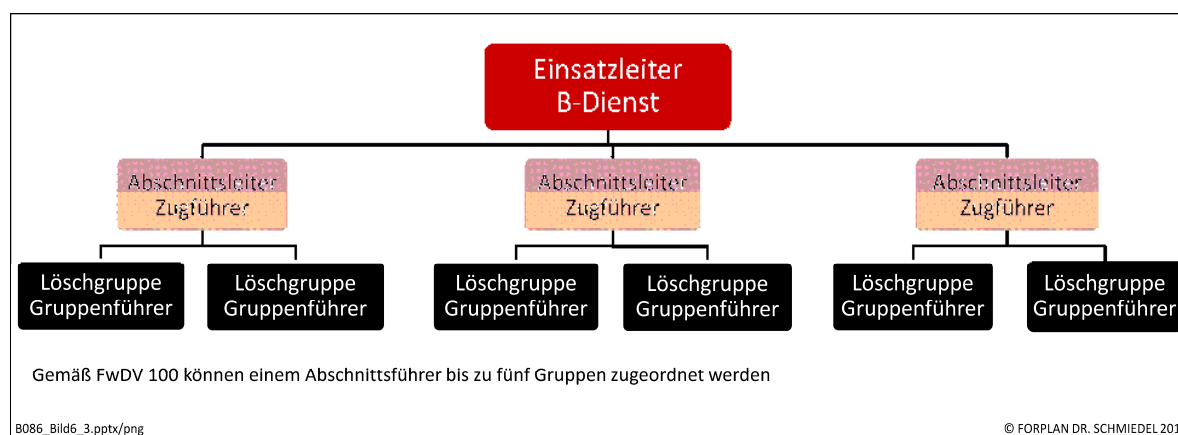 Einsatzleiter
B-Dienst
Abschnittsleiter
Zugführer
Abschnittsleiter
Zugführer
Abschnittsleiter
Zugführer
Löschgruppe
Gruppenführer
Löschgruppe
Gruppenführer
Löschgruppe
Gruppenführer
Löschgruppe
Gruppenführer
Löschgruppe
Gruppenführer
Löschgruppe
Gruppenführer
Gemäß FwDV 100 können einem Abschnittsführer bis zu fünf Gruppen zugeordnet werden
B086_Bild6_3.pptx/png
© FORPLAN DR. SCHMIEDEL